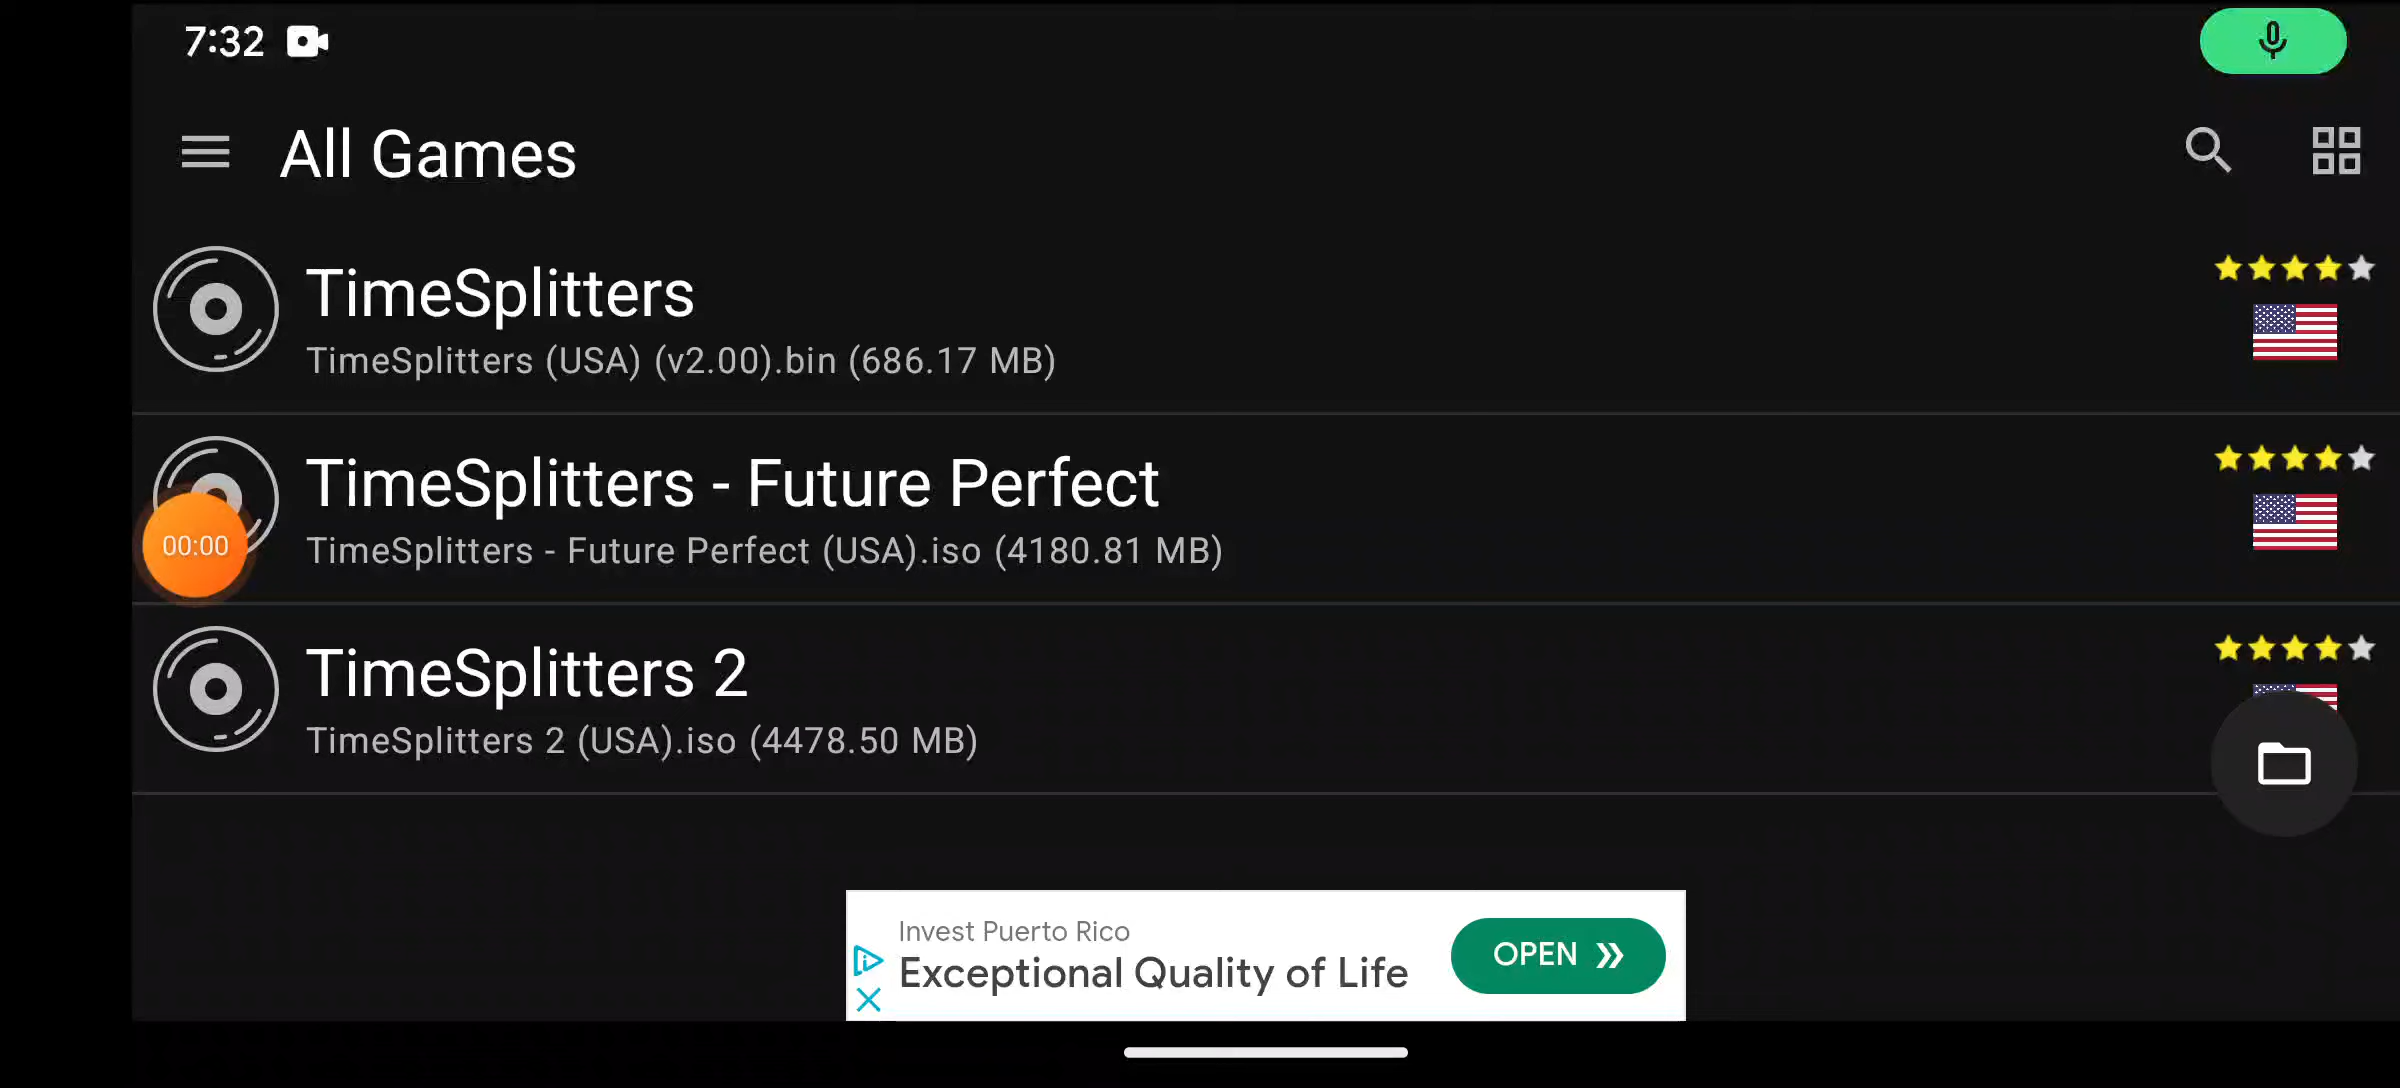 7:32
All Games
TimeSplitters
TimeSplitters (USA) (v2.00).bin (686.17 MB)
TimeSplitters - Future Perfect
00:00
TimeSplitters - Future Perfect (USA).iso (4180.81 MB)
TimeSplitters 2
TimeSplitters 2 (USA).iso (4478.50 MB)
Invest Puerto Rico
Exceptional Quality of Life
OPEN